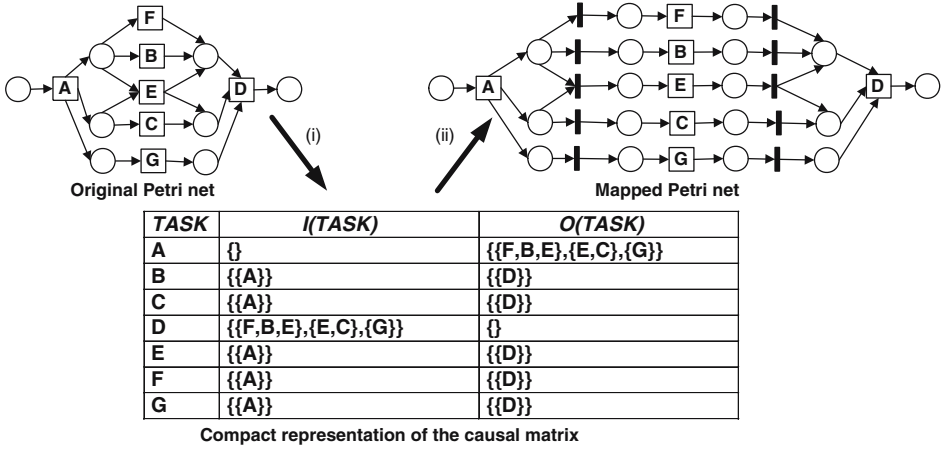 F
F
B
B
A
E
D
A
E
D
C
(i)
(ii)
C
G
G
Original Petri net
Mapped Petri net
TASK I(TASK) O(TASK)
A {} {{F,B,E},{E,C},{G}}
B {{A}} {{D}}
C {{A}} {{D}}
D {{F,B,E},{E,C},{G}} {}
E {{A}} {{D}}
F {{A}} {{D}}
G {{A}} {{D}}
Compact representation of the causal matrix